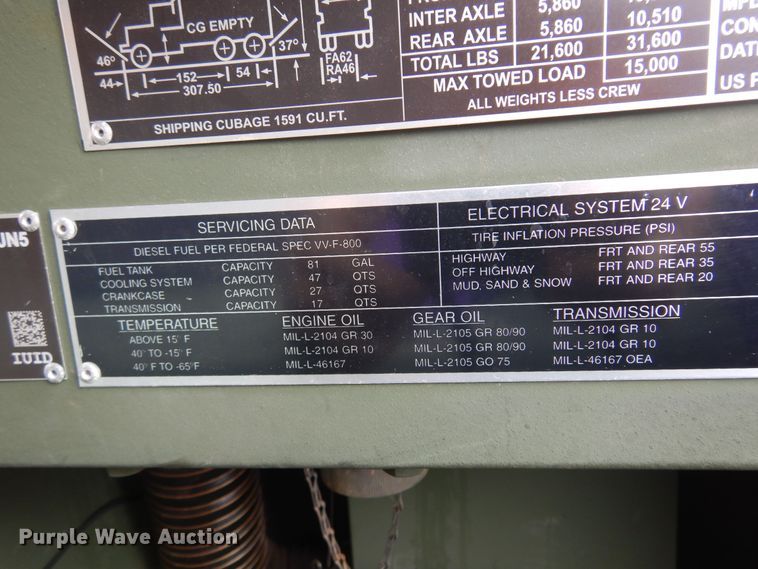 CG EMPTY
46°
37°
152
54
44
307.50
FA62
RA46
SHIPPING CUBAGE 1591 CU.FT.
INTER AXLE 5,860 10,510
REAR AXLE 5,860 10,510
TOTAL LBS 21,600 31,600
MAX TOWED LOAD 15,000
ALL WEIGHTS LESS CREW
MPD
CON
DATE
US P
JN5
IUID
SERVICING DATA
DIESEL FUEL PER FEDERAL SPEC VV-F-800
FUEL TANK CAPACITY 81 GAL
COOLING SYSTEM CAPACITY 47 QTS
CRANKCASE CAPACITY 27 QTS
TRANSMISSION CAPACITY 17 QTS
ELECTRICAL SYSTEM 24 V
TIRE INFLATION PRESSURE (PSI)
HIGHWAY FRT AND REAR 55
OFF HIGHWAY FRT AND REAR 35
MUD, SAND & SNOW FRT AND REAR 20
TEMPERATURE ENGINE OIL GEAR OIL TRANSMISSION
ABOVE 15° F MIL-L-2104 GR 30 MIL-L-2105 GR 80/90 MIL-L-2104 GR 10
40° TO -15° F MIL-L-2104 GR 10 MIL-L-2105 GR 80/90 MIL-L-2104 GR 10
40° F TO -65°F MIL-L-46167 MIL-L-2105 GO 75 MIL-L-46167 OEA
Purple Wave Auction